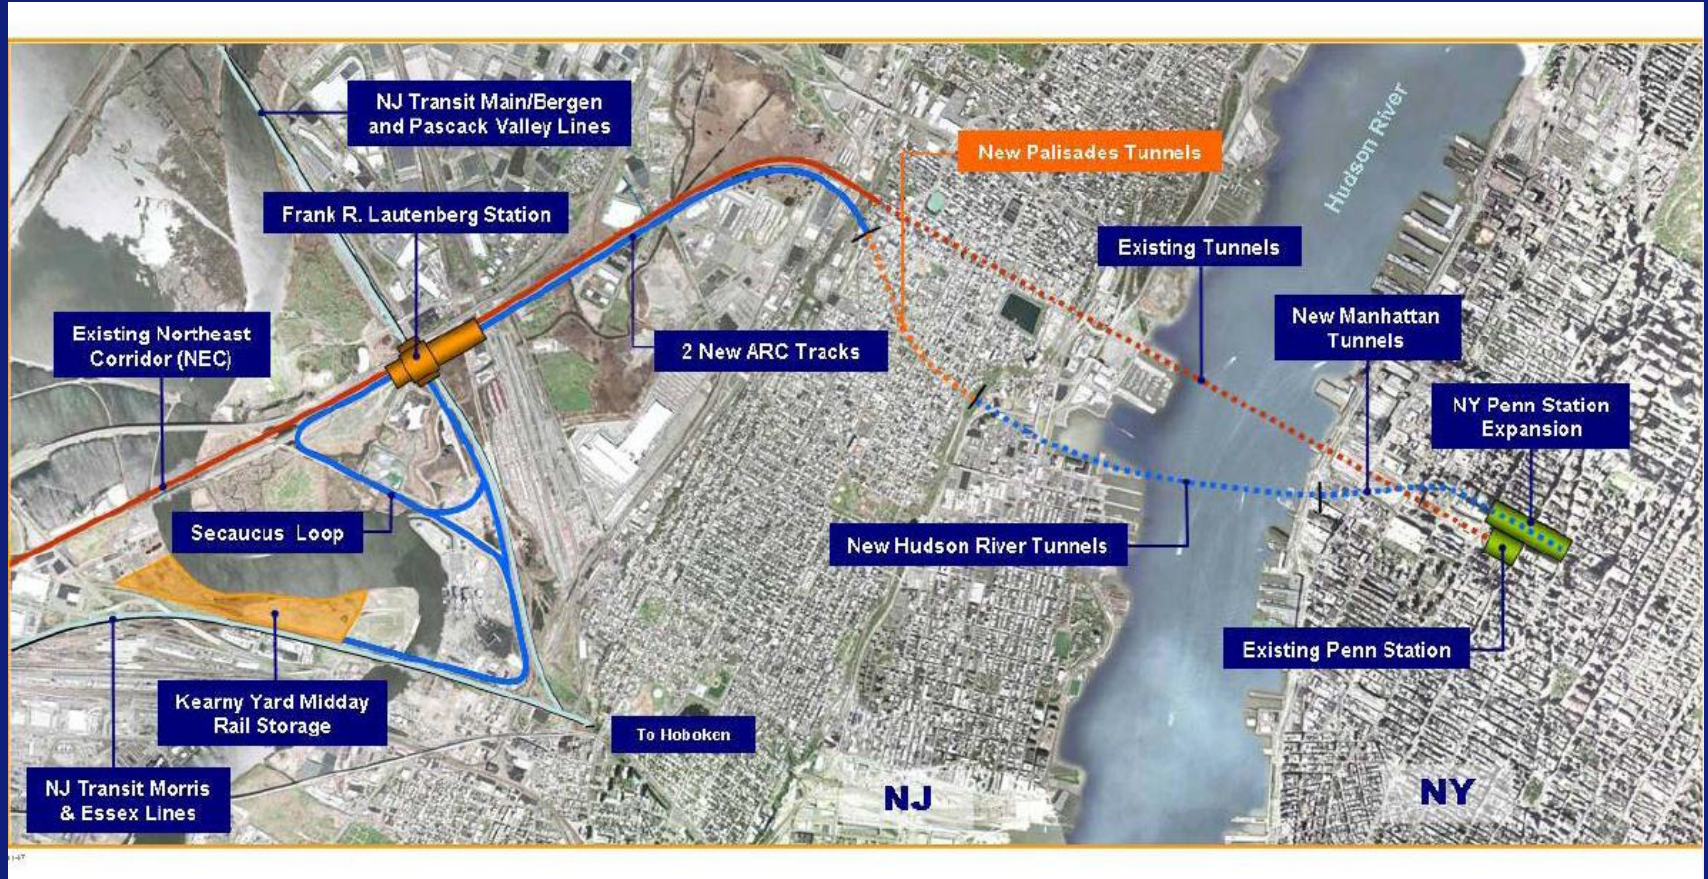 NJ Transit Main/Bergen
and Pascack Valley Lines
New Palisades Tunnels
Hudson River
Frank R. Lautenberg Station
Existing Tunnels
Existing Northeast
Corridor (NEC)
2 New ARC Tracks
New Manhattan
Tunnels
NY Penn Station
Expansion
Secaucus Loop
New Hudson River Tunnels
Existing Penn Station
Kearny Yard Midday
Rail Storage
To Hoboken
NJ Transit Morris
& Essex Lines
NJ
NY